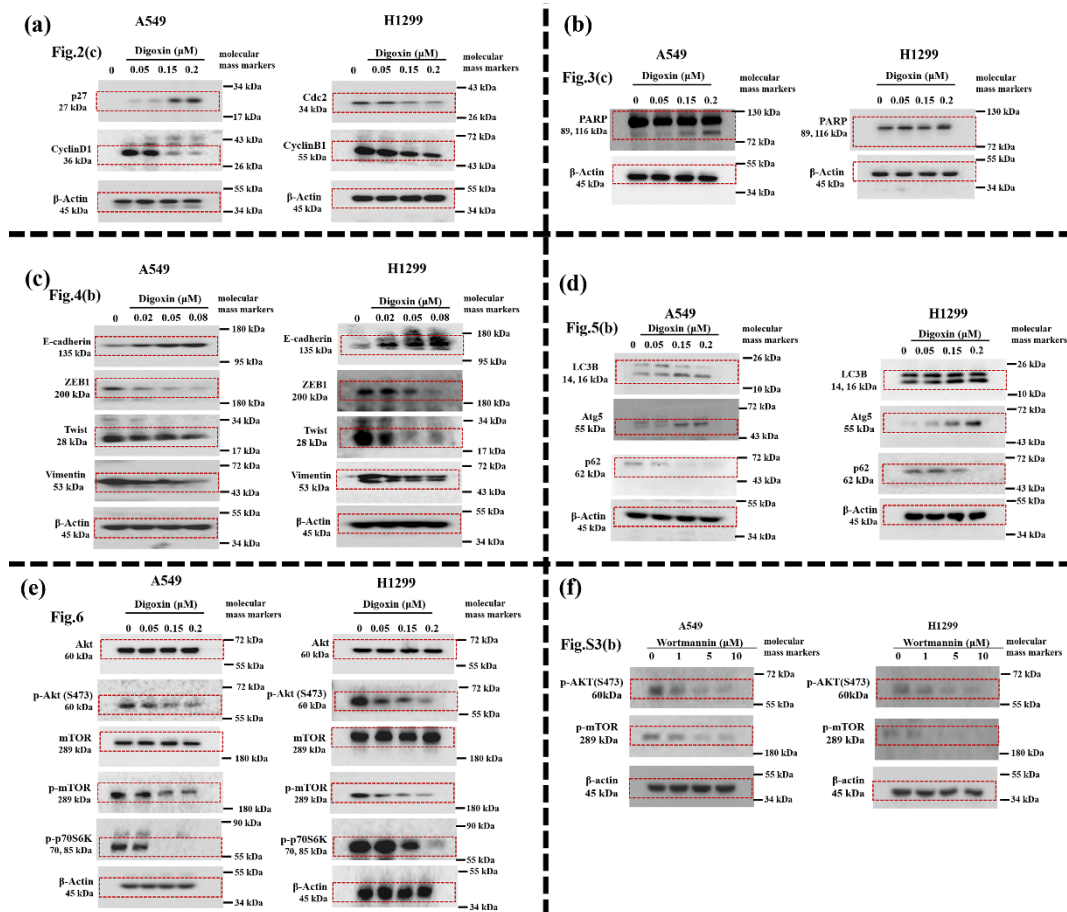 (a)
Fig.2(c)
A549
Digoxin (μM)
0 0.05 0.15 0.2
molecular
mass markers
p27
27 kDa
34 kDa
17 kDa
CyclinD1
36 kDa
43 kDa
26 kDa
β-Actin
45 kDa
55 kDa
34 kDa
H1299
Digoxin (μM)
0 0.05 0.15 0.2
molecular
mass markers
Cdc2
34 kDa
43 kDa
26 kDa
CyclinB1
55 kDa
72 kDa
43 kDa
β-Actin
45 kDa
55 kDa
34 kDa
(b)
Fig.3(c)
A549
Digoxin (μM)
0 0.05 0.15 0.2
molecular
mass markers
PARP
89, 116 kDa
130 kDa
72 kDa
β-Actin
45 kDa
55 kDa
34 kDa
H1299
Digoxin (μM)
0 0.05 0.15 0.2
molecular
mass markers
PARP
89, 116 kDa
130 kDa
72 kDa
β-Actin
45 kDa
55 kDa
34 kDa
(c)
Fig.4(b)
A549
Digoxin (μM)
0 0.02 0.05 0.08
molecular
mass markers
E-cadherin
135 kDa
180 kDa
95 kDa
ZEB1
200 kDa
180 kDa
Twist
28 kDa
34 kDa
17 kDa
Vimentin
53 kDa
72 kDa
43 kDa
β-Actin
45 kDa
55 kDa
34 kDa
H1299
Digoxin (μM)
0 0.02 0.05 0.08
molecular
mass markers
E-cadherin
135 kDa
180 kDa
95 kDa
ZEB1
200 kDa
180 kDa
Twist
28 kDa
34 kDa
17 kDa
Vimentin
53 kDa
72 kDa
43 kDa
β-Actin
45 kDa
55 kDa
34 kDa
(d)
Fig.5(b)
A549
Digoxin (μM)
0 0.05 0.15 0.2
molecular
mass markers
LC3B
14, 16 kDa
26 kDa
10 kDa
Atg5
55 kDa
72 kDa
43 kDa
p62
62 kDa
72 kDa
43 kDa
β-Actin
45 kDa
55 kDa
34 kDa
H1299
Digoxin (μM)
0 0.05 0.15 0.2
molecular
mass markers
LC3B
14, 16 kDa
26 kDa
10 kDa
Atg5
55 kDa
72 kDa
43 kDa
p62
62 kDa
72 kDa
43 kDa
β-Actin
45 kDa
55 kDa
34 kDa
(e)
Fig.6
A549
Digoxin (μM)
0 0.05 0.15 0.2
molecular
mass markers
Akt
60 kDa
72 kDa
55 kDa
p-Akt (S473)
60 kDa
72 kDa
55 kDa
mTOR
289 kDa
180 kDa
p-mTOR
289 kDa
180 kDa
p-p70S6K
70, 85 kDa
90 kDa
55 kDa
β-Actin
45 kDa
55 kDa
34 kDa
H1299
Digoxin (μM)
0 0.05 0.15 0.2
molecular
mass markers
Akt
60 kDa
72 kDa
55 kDa
p-Akt (S473)
60 kDa
72 kDa
55 kDa
mTOR
289 kDa
180 kDa
p-mTOR
289 kDa
180 kDa
p-p70S6K
70, 85 kDa
90 kDa
55 kDa
β-Actin
45 kDa
55 kDa
34 kDa
(f)
Fig.S3(b)
A549
Wortmannin (μM)
0 1 5 10
molecular
mass markers
p-AKT(S473)
60kDa
72 kDa
55 kDa
p-mTOR
289 kDa
180 kDa
β-actin
45 kDa
55 kDa
34 kDa
H1299
Wortmannin (μM)
0 1 5 10
molecular
mass markers
p-AKT(S473)
60kDa
72 kDa
55 kDa
p-mTOR
289 kDa
180 kDa
β-actin
45 kDa
55 kDa
34 kDa